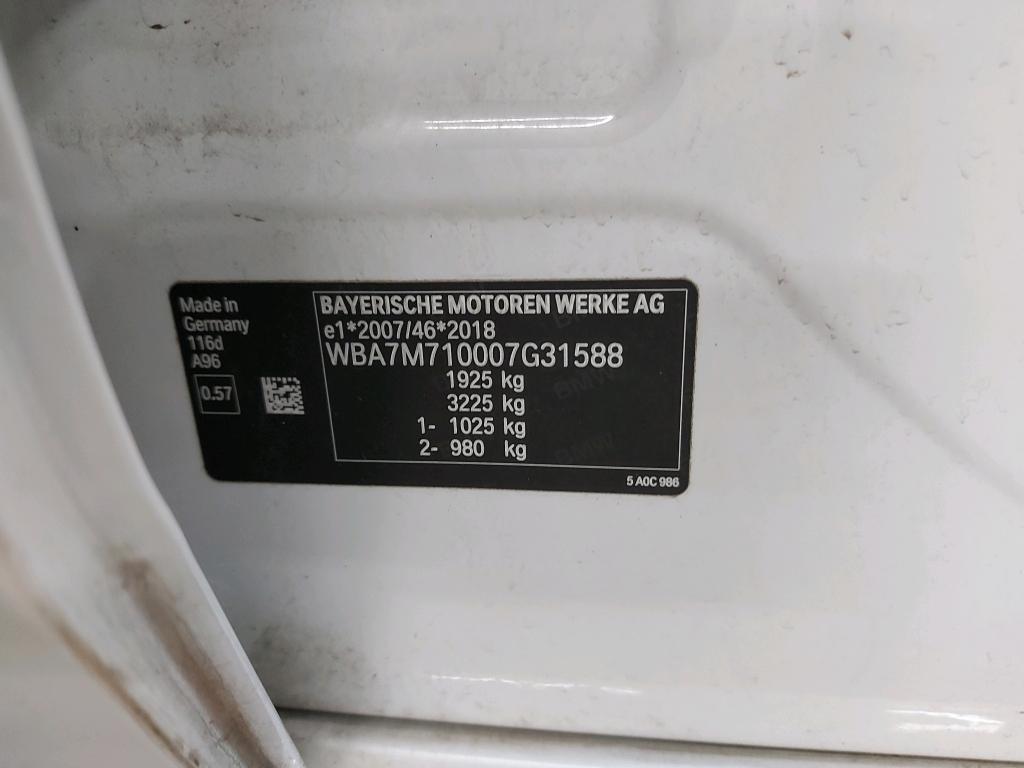 Made in
Germany
116d
A96
0.57
BAYERISCHE MOTOREN WERKE AG
e1*2007/46*2018
WBA7M710007G31588
1925 kg
3225 kg
1- 1025 kg
2- 980 kg
5 A0C 986